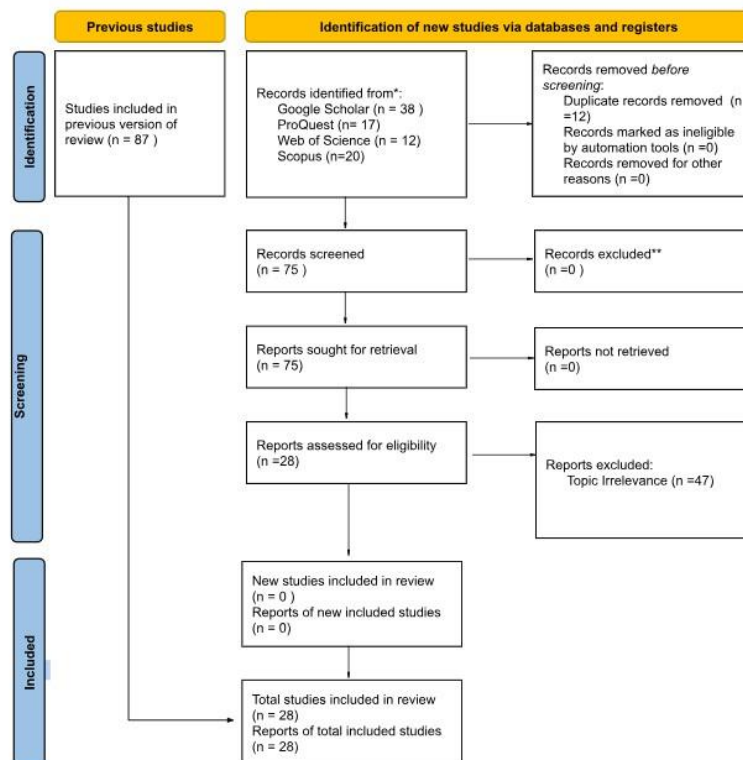 Previous studies
Identification of new studies via databases and registers
Identification
Studies included in
previous version of
review (n = 87 )
Records identified from*:
Google Scholar (n = 38 )
ProQuest (n= 17)
Web of Science (n = 12)
Scopus (n=20)
Records removed before
screening:
Duplicate records removed (n
=12)
Records marked as ineligible
by automation tools (n =0)
Records removed for other
reasons (n =0)
Screening
Records screened
(n = 75 )
Records excluded**
(n =0 )
Reports sought for retrieval
(n = 75)
Reports not retrieved
(n =0)
Reports assessed for eligibility
(n =28)
Reports excluded:
Topic Irrelevance (n =47)
Included
New studies included in review
(n = 0 )
Reports of new included studies
(n = 0)
Total studies included in review
(n = 28)
Reports of total included studies
(n = 28)